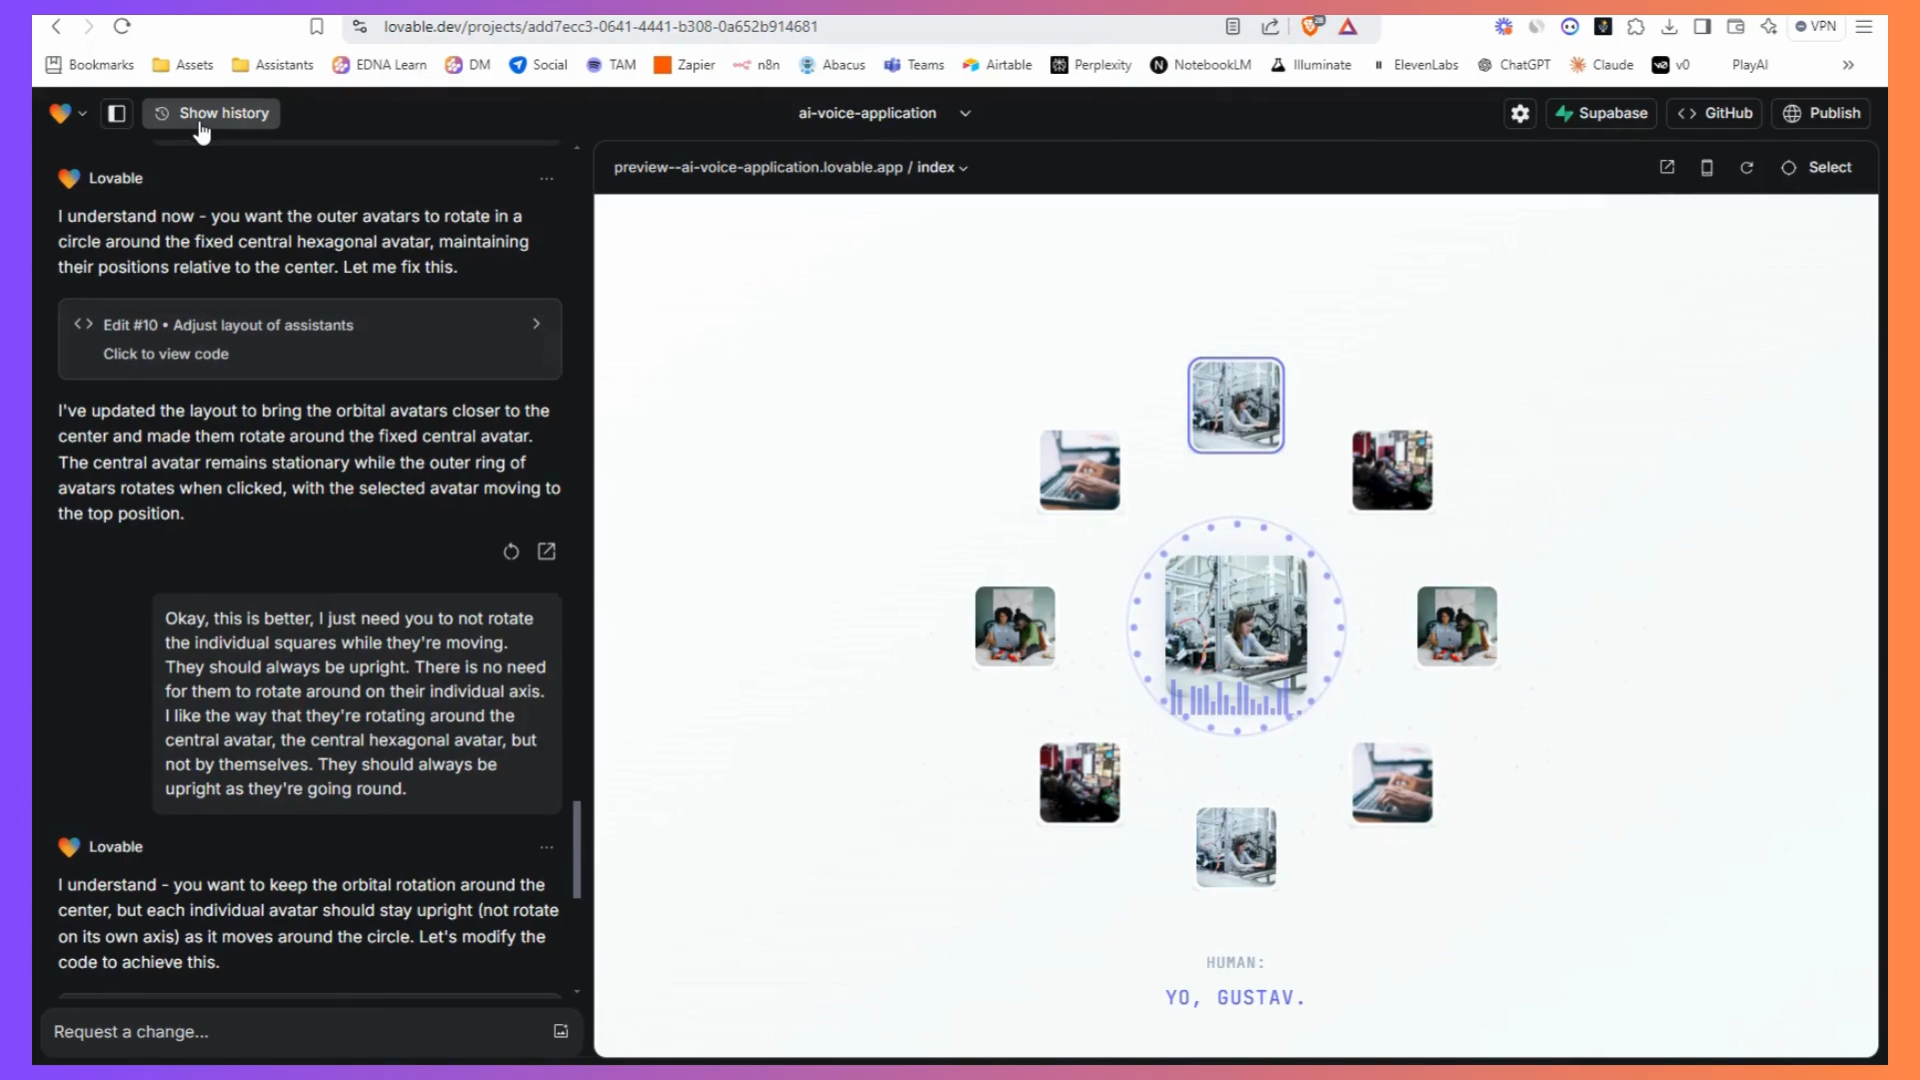 lovable.dev/projects/add7ecc3-0641-4441-b308-0a652b914681
28
VPN
Bookmarks
Assets
Assistants
EDNA Learn
DM
Social
TAM
Zapier
n8n
Abacus
Teams
Airtable
Perplexity
NotebookLM
Illuminate
ElevenLabs
ChatGPT
Claude
v0
PlayAI
Show history
ai-voice-application
Supabase
GitHub
Publish
preview--ai-voice-application.lovable.app / index
Select
Lovable
I understand now - you want the outer avatars to rotate in a
circle around the fixed central hexagonal avatar, maintaining
their positions relative to the center. Let me fix this.
Edit #10 • Adjust layout of assistants
Click to view code
I've updated the layout to bring the orbital avatars closer to the
center and made them rotate around the fixed central avatar.
The central avatar remains stationary while the outer ring of
avatars rotates when clicked, with the selected avatar moving to
the top position.
Okay, this is better, I just need you to not rotate
the individual squares while they're moving.
They should always be upright. There is no need
for them to rotate around on their individual axis.
I like the way that they're rotating around the
central avatar, the central hexagonal avatar, but
not by themselves. They should always be
upright as they're going round.
Lovable
I understand - you want to keep the orbital rotation around the
center, but each individual avatar should stay upright (not rotate
on its own axis) as it moves around the circle. Let's modify the
code to achieve this.
Request a change...
HUMAN:
YO, GUSTAV.